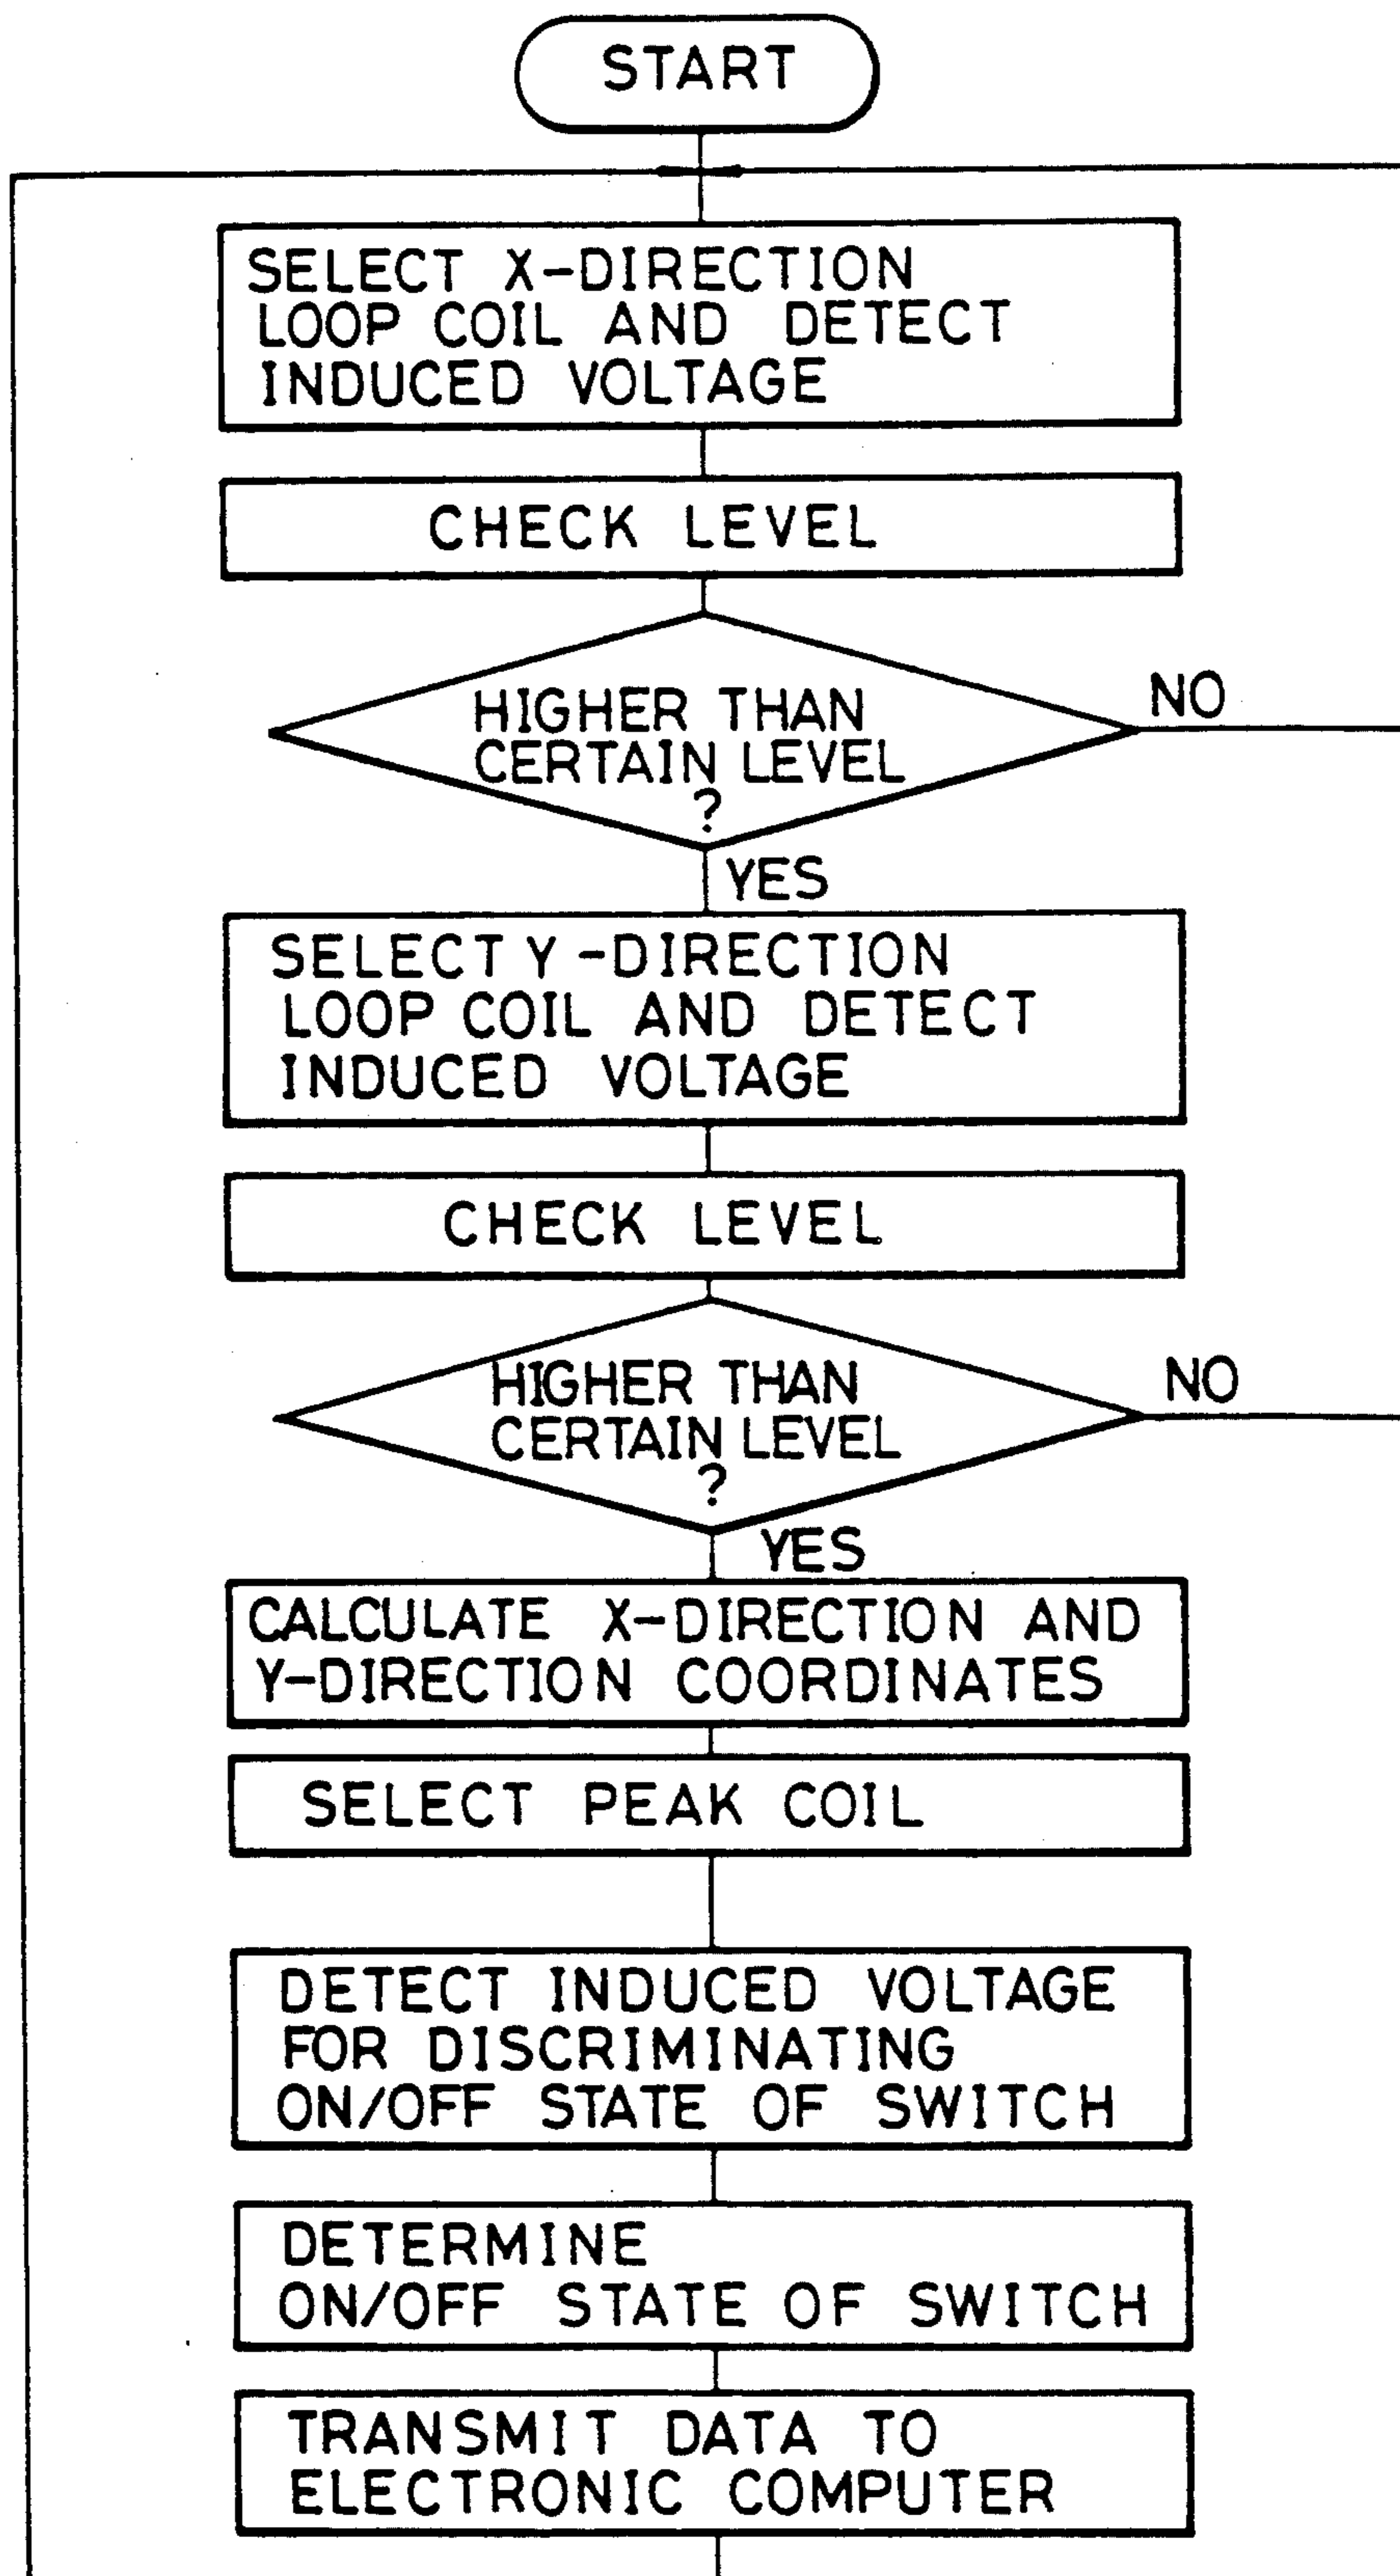 START
SELECT X-DIRECTION
LOOP COIL AND DETECT
INDUCED VOLTAGE
CHECK LEVEL
HIGHER THAN
CERTAIN LEVEL
?
NO
YES
SELECT Y-DIRECTION
LOOP COIL AND DETECT
INDUCED VOLTAGE
CHECK LEVEL
HIGHER THAN
CERTAIN LEVEL
?
NO
YES
CALCULATE X-DIRECTION AND
Y-DIRECTION COORDINATES
SELECT PEAK COIL
DETECT INDUCED VOLTAGE
FOR DISCRIMINATING
ON/OFF STATE OF SWITCH
DETERMINE
ON/OFF STATE OF SWITCH
TRANSMIT DATA TO
ELECTRONIC COMPUTER